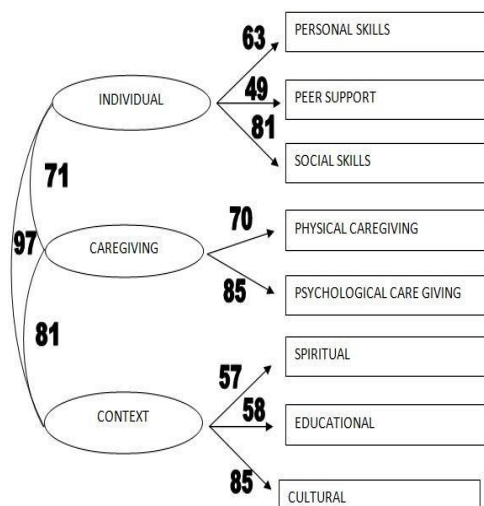 63
PERSONAL SKILLS
INDIVIDUAL
49
PEER SUPPORT
81
SOCIAL SKILLS
71
70
PHYSICAL CAREGIVING
97
CAREGIVING
85
PSYCHOLOGICAL CARE GIVING
81
57
SPIRITUAL
CONTEXT
58
EDUCATIONAL
85
CULTURAL